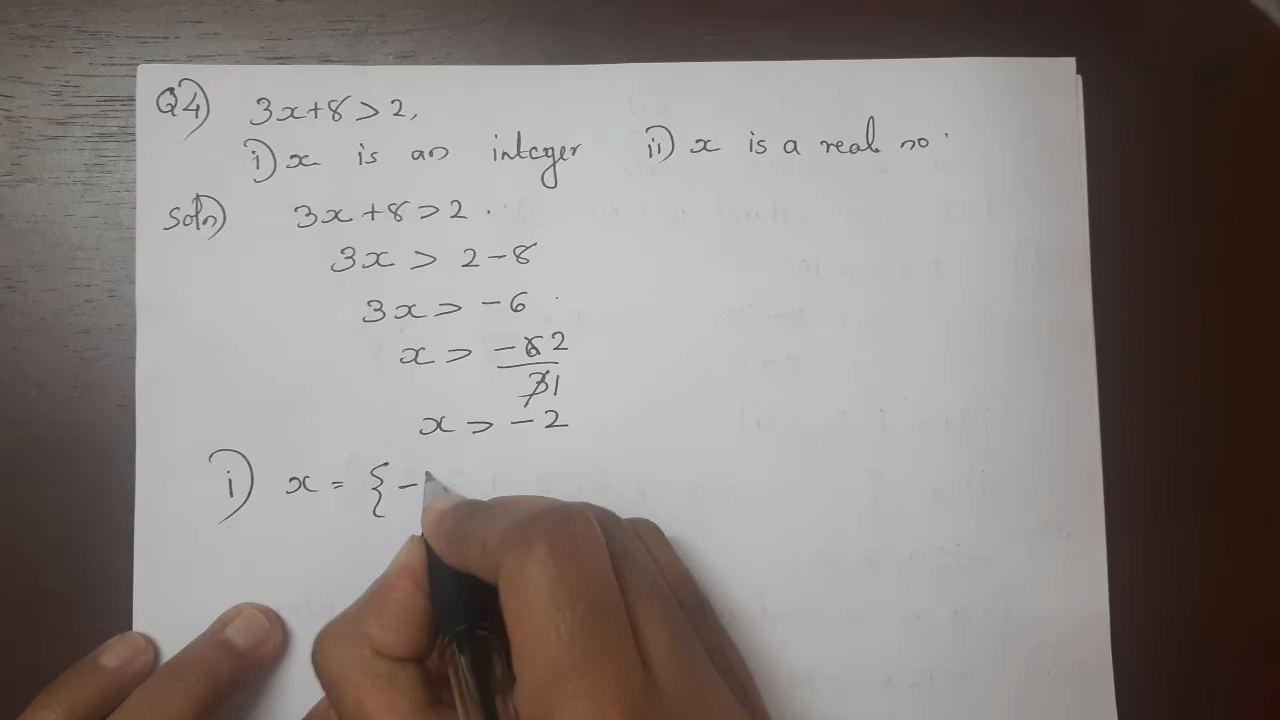 Q4) 3x+8>2,
i) x is an integer ii) x is a real no.
Soln) 3x+8>2.
3x > 2-8
3x > -6
x > -6 2
3 1
x > -2
i) x = { -